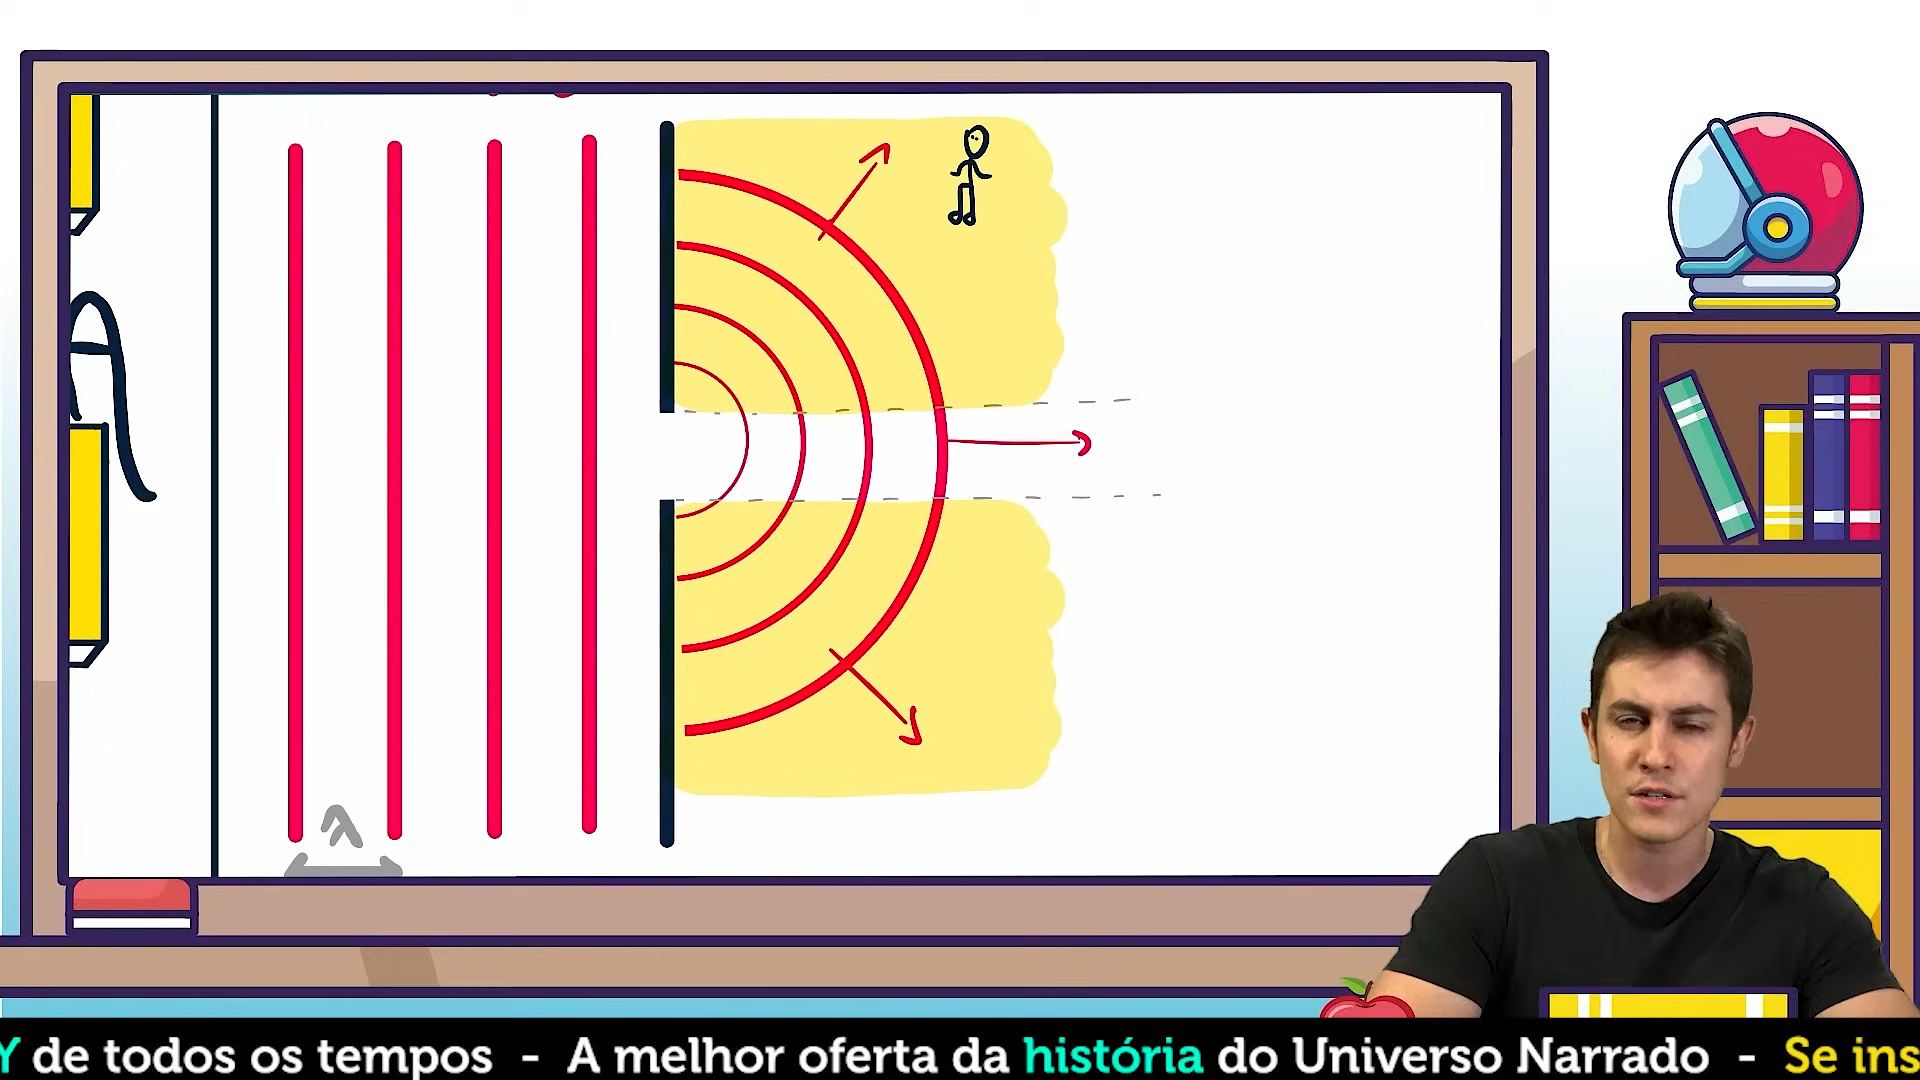 A
λ
Y de todos os tempos - A melhor oferta da história do Universo Narrado - Se ins